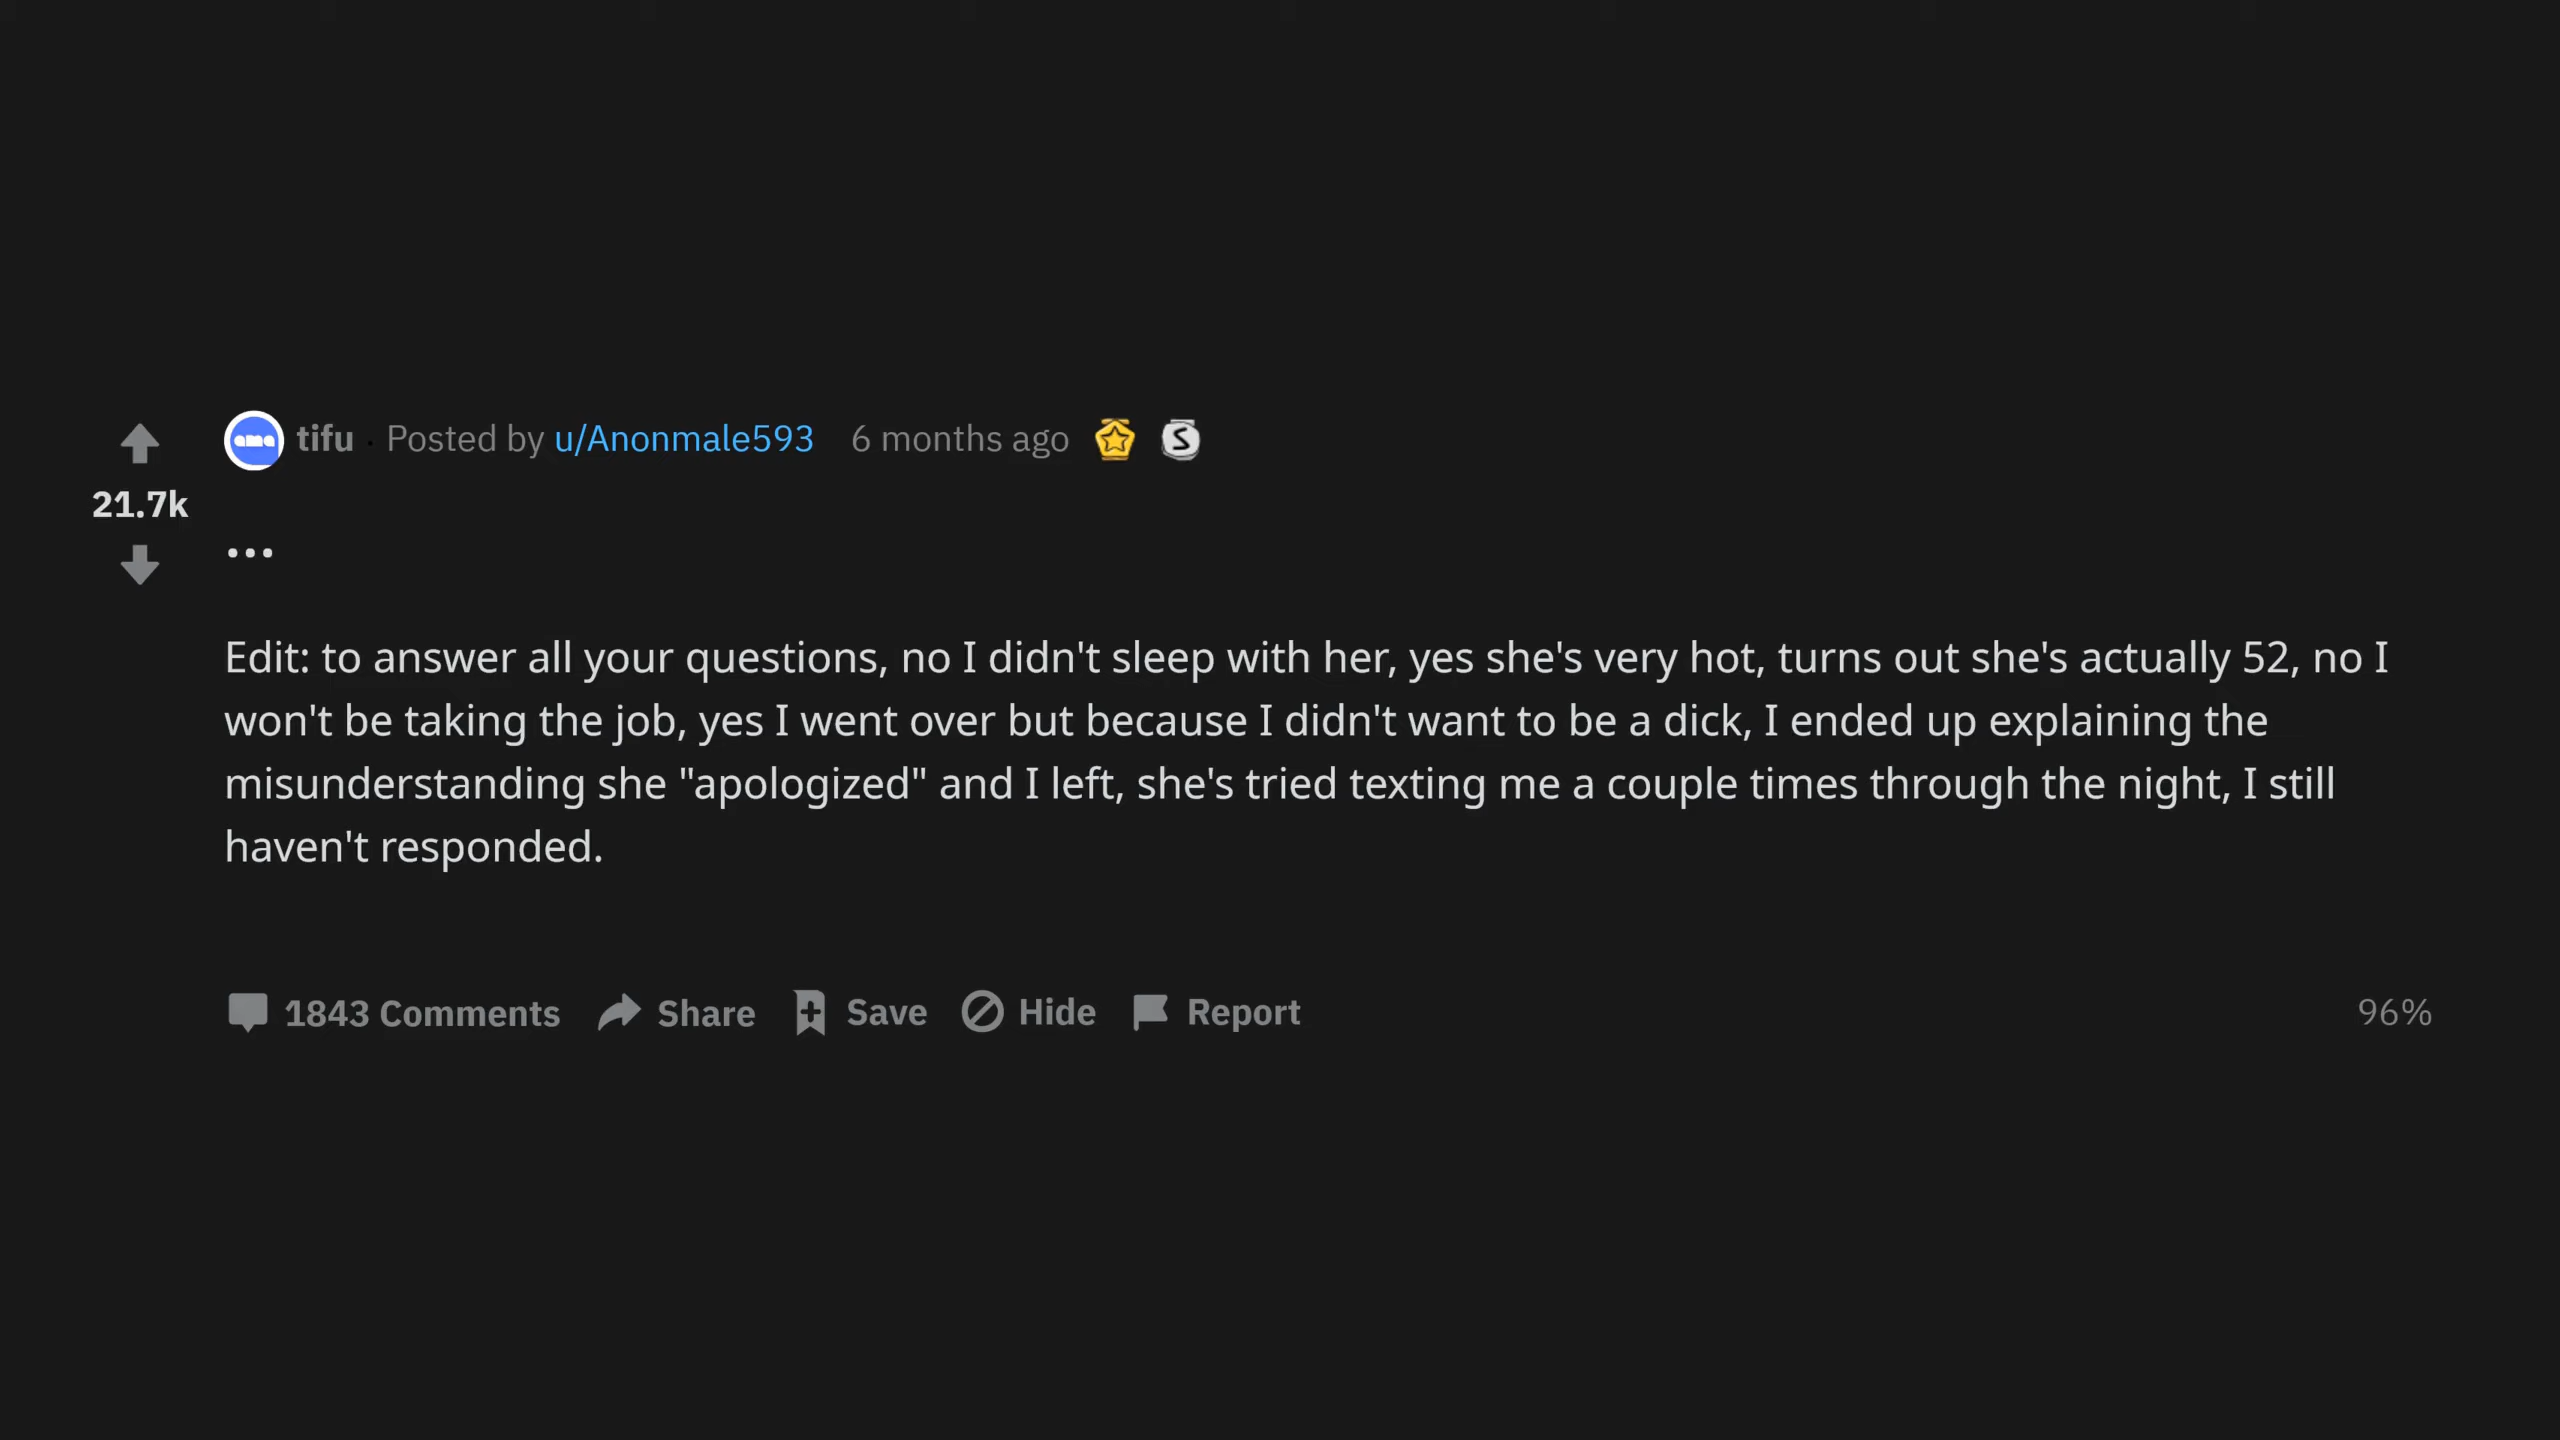 ama tifu · Posted by u/Anonmale593 6 months ago S
21.7k
...
Edit: to answer all your questions, no I didn't sleep with her, yes she's very hot, turns out she's actually 52, no I
won't be taking the job, yes I went over but because I didn't want to be a dick, I ended up explaining the
misunderstanding she "apologized" and I left, she's tried texting me a couple times through the night, I still
haven't responded.
1843 Comments Share Save Hide Report 96%